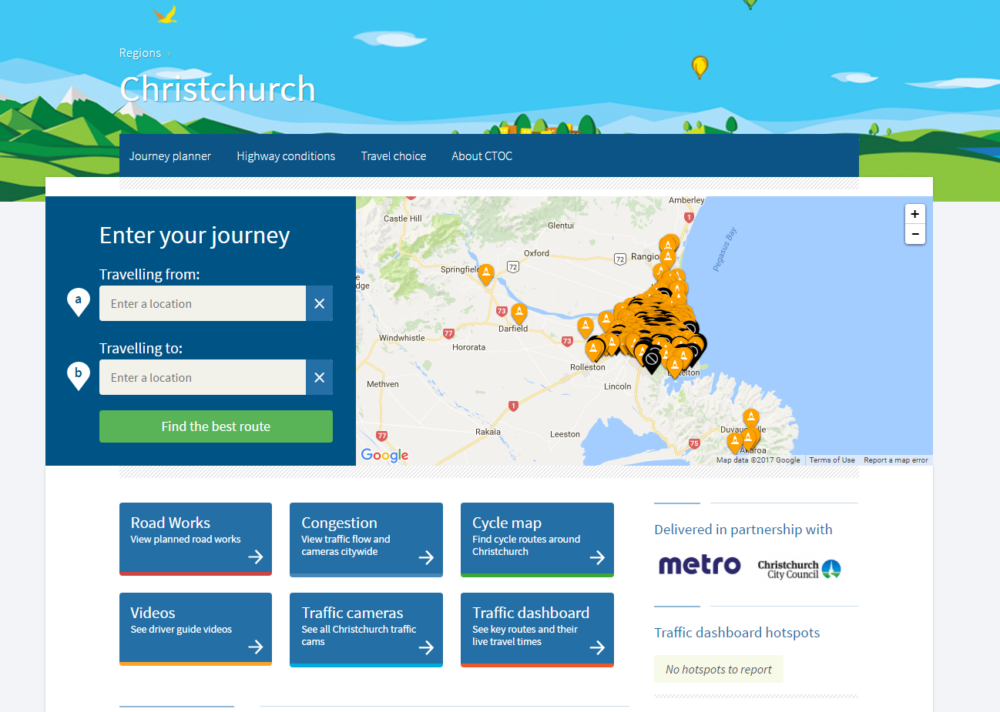 Regions ›
Christchurch
Journey planner
Highway conditions
Travel choice
About CTOC
Enter your journey
Travelling from:
a
Enter a location
Travelling to:
b
Enter a location
Find the best route
Amberley
Castle Hill
Glentui
1
Pegasus Bay
+
−
Oxford
72
Rangio
Springfiel
72
73
Darfield
77
73
Windwhistle
Hororata
Rolleston
Methven
Lincoln
1
Rakaia
Leeston
77
75
Akaroa
Google
Map data ©2017 Google
Terms of Use
Report a map error
Road Works
View planned road works
Congestion
View traffic flow and
cameras citywide
Cycle map
Find cycle routes around
Christchurch
Videos
See driver guide videos
Traffic cameras
See all Christchurch traffic
cams
Traffic dashboard
See key routes and their
live travel times
Delivered in partnership with
metro
Christchurch
City Council
Traffic dashboard hotspots
No hotspots to report